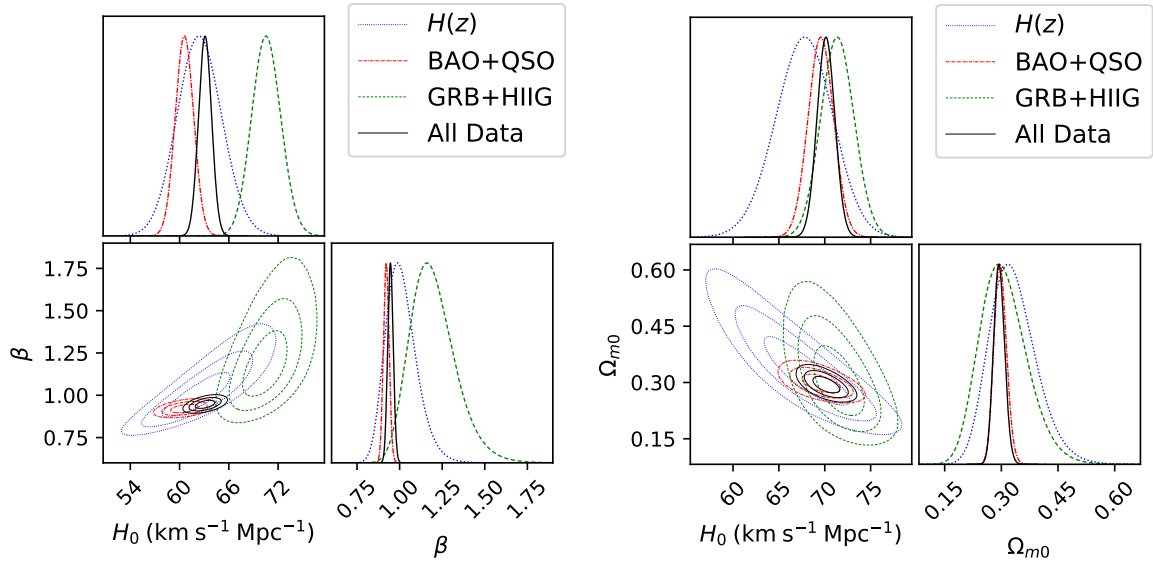 H(z)
BAO+QSO
GRB+HIIG
All Data
1.75
1.50
1.25
1.00
0.75
β
54
60
66
72
H₀ (km s⁻¹ Mpc⁻¹)
0.75
1.00
1.25
1.50
1.75
β
H(z)
BAO+QSO
GRB+HIIG
All Data
0.60
0.45
0.30
0.15
Ωₘ₀
60
65
70
75
H₀ (km s⁻¹ Mpc⁻¹)
0.15
0.30
0.45
0.60
Ωₘ₀